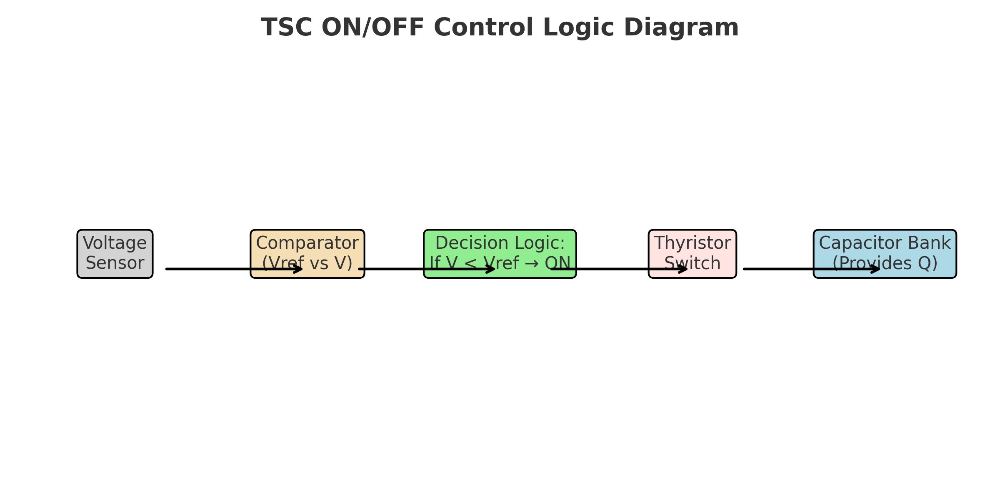 TSC ON/OFF Control Logic Diagram
Voltage
Sensor
Comparator
(Vref vs V)
Decision Logic:
If V < Vref → ON
Thyristor
Switch
Capacitor Bank
(Provides Q)